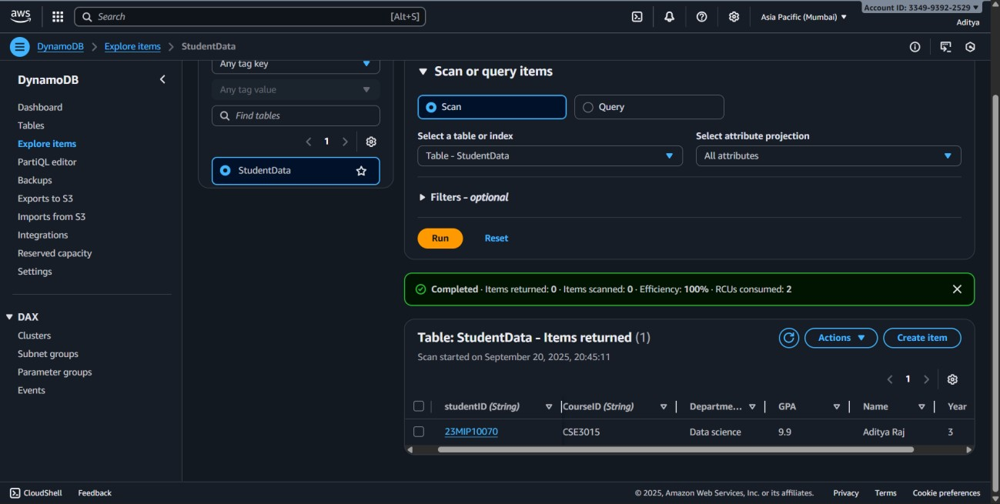 aws Search [Alt+S] Asia Pacific (Mumbai) ▼ Account ID: 3349-9392-2529 ▼
Aditya
DynamoDB > Explore items > StudentData
DynamoDB
Dashboard
Tables
Explore items
PartiQL editor
Backups
Exports to S3
Imports from S3
Integrations
Reserved capacity
Settings
DAX
Clusters
Subnet groups
Parameter groups
Events
Any tag key
Any tag value
Find tables
1
StudentData
Scan or query items
Scan Query
Select a table or index Select attribute projection
Table - StudentData All attributes
Filters - optional
Run Reset
Completed · Items returned: 0 · Items scanned: 0 · Efficiency: 100% · RCUs consumed: 2
Table: StudentData - Items returned (1) Actions Create item
Scan started on September 20, 2025, 20:45:11
1
studentID (String) CourseID (String) Departme... GPA Name Year
23MIP10070 CSE3015 Data science 9.9 Aditya Raj 3
CloudShell Feedback © 2025, Amazon Web Services, Inc. or its affiliates. Privacy Terms Cookie preferences